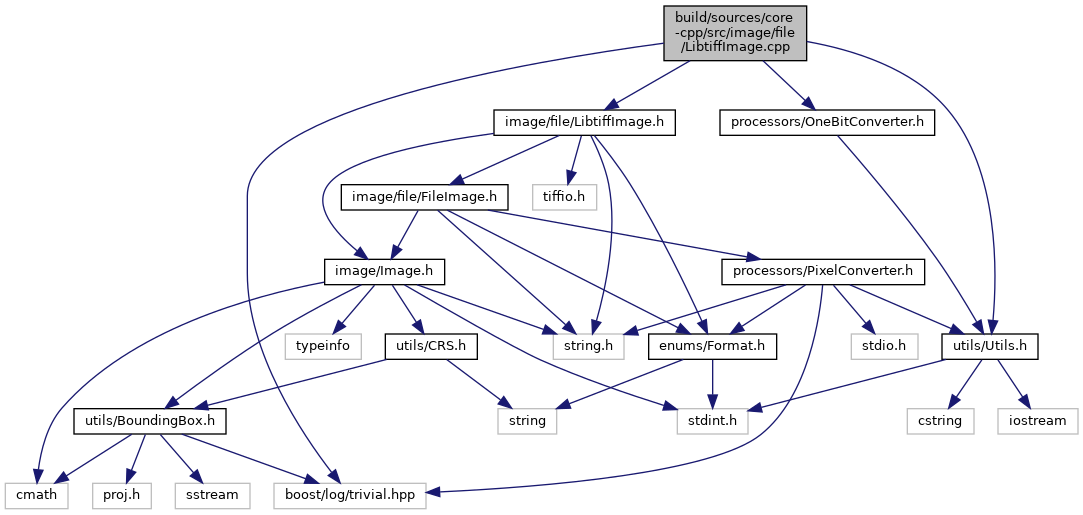 build/sources/core
-cpp/src/image/file
/LibtiffImage.cpp
image/file/LibtiffImage.h
processors/OneBitConverter.h
image/file/FileImage.h
tiffio.h
image/Image.h
processors/PixelConverter.h
typeinfo
utils/CRS.h
string.h
enums/Format.h
stdio.h
utils/Utils.h
utils/BoundingBox.h
string
stdint.h
cstring
iostream
cmath
proj.h
sstream
boost/log/trivial.hpp